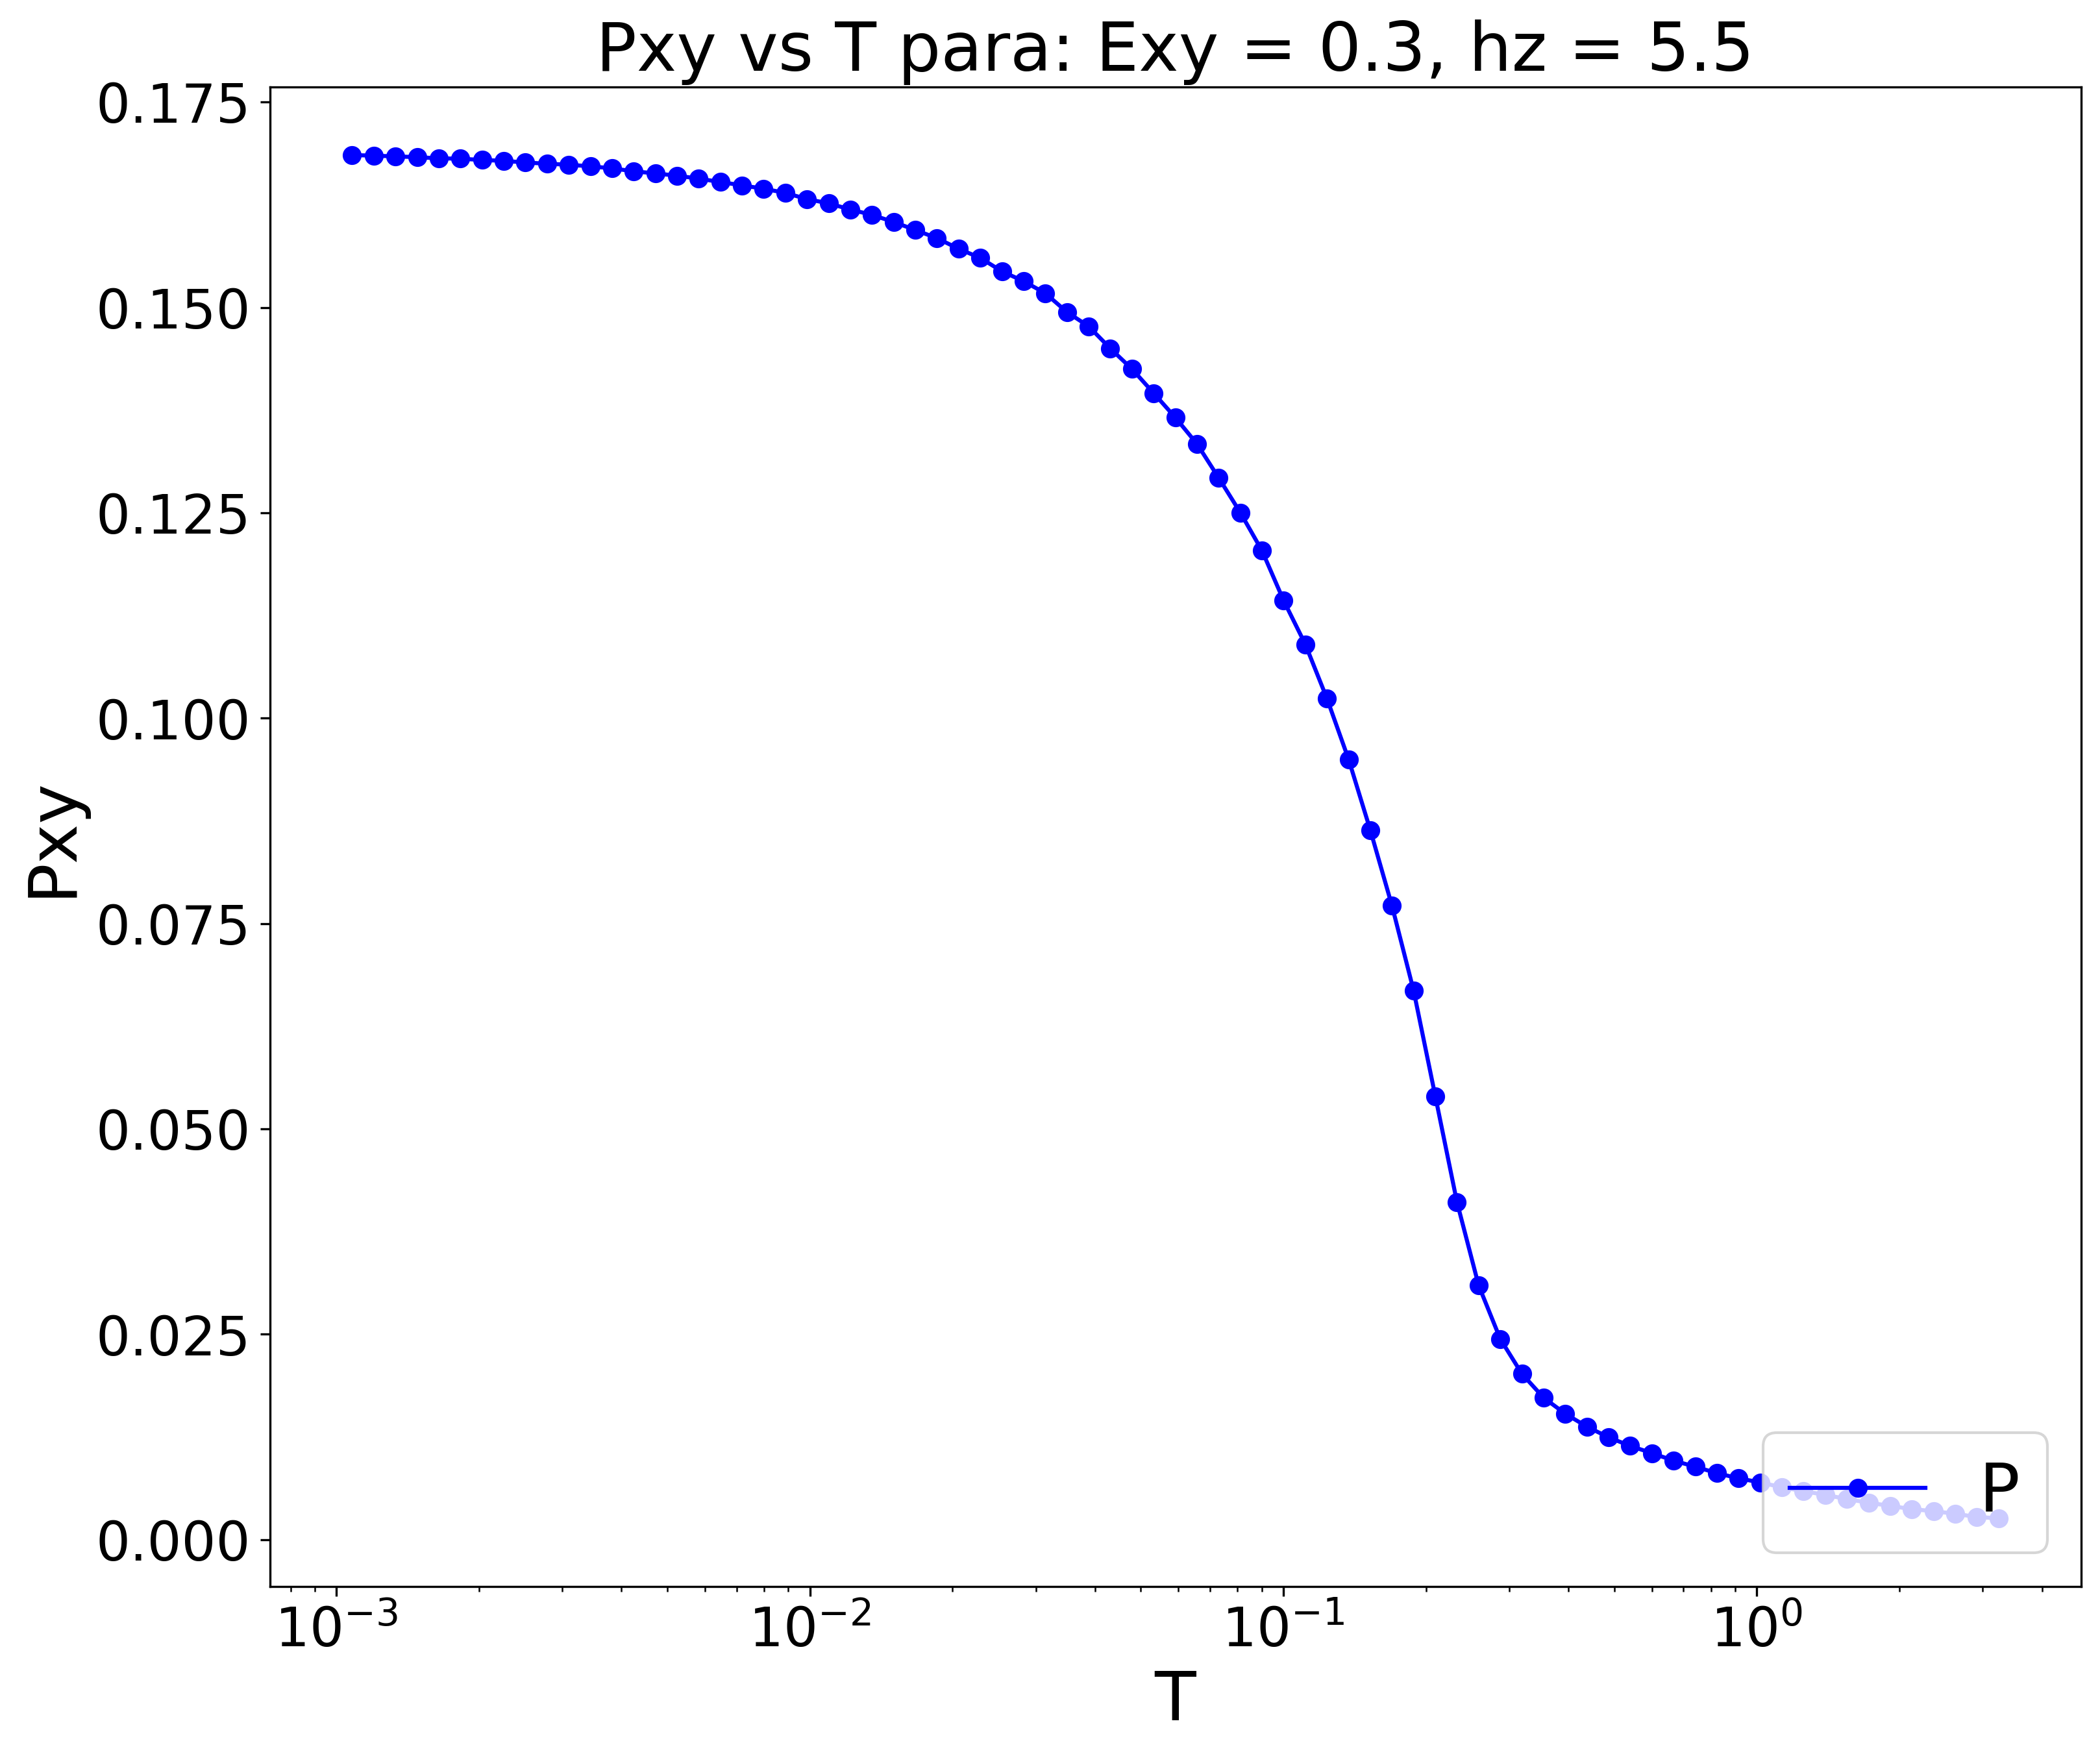 Pxy vs T para: Exy = 0.3, hz = 5.5
0.175
0.150
0.125
0.100
0.075
0.050
0.025
0.000
Pxy
P
10⁻³ 10⁻² 10⁻¹ 10⁰
T